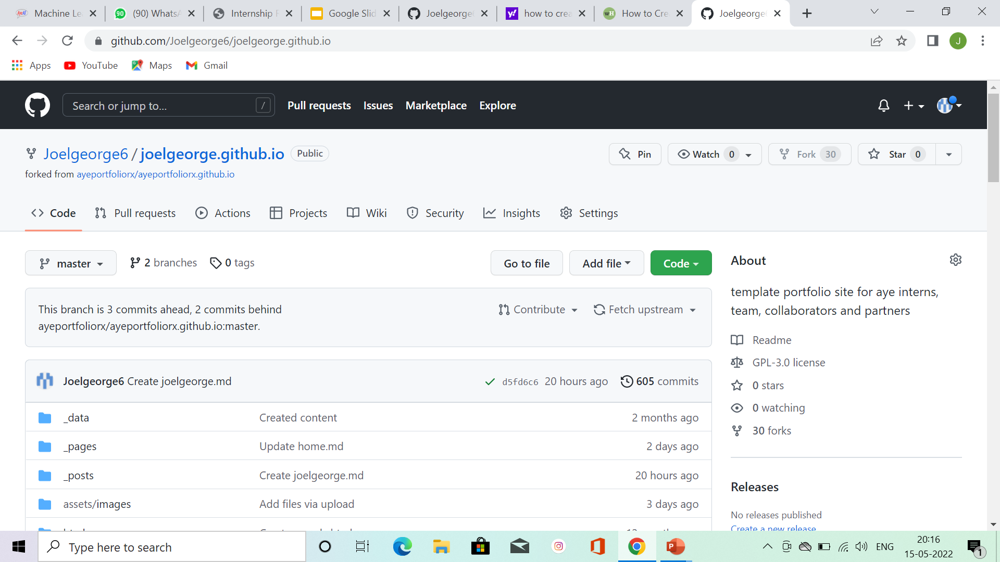 Machine Le
(90) WhatsA
Internship F
Google Slid
Joelgeorge6
how to crea
How to Cre
Joelgeorge6
github.com/Joelgeorge6/joelgeorge.github.io
J
Apps
YouTube
Maps
Gmail
Search or jump to...
/
Pull requests
Issues
Marketplace
Explore
Joelgeorge6 / joelgeorge.github.io
Public
Pin
Watch 0
Fork 30
Star 0
forked from ayeportfoliorx/ayeportfoliorx.github.io
Code
Pull requests
Actions
Projects
Wiki
Security
Insights
Settings
master
2 branches
0 tags
Go to file
Add file
Code
About
template portfolio site for aye interns,
team, collaborators and partners
This branch is 3 commits ahead, 2 commits behind
ayeportfoliorx/ayeportfoliorx.github.io:master.
Contribute
Fetch upstream
Readme
GPL-3.0 license
0 stars
0 watching
30 forks
Joelgeorge6 Create joelgeorge.md
d5fd6c6 20 hours ago
605 commits
_data
Created content
2 months ago
_pages
Update home.md
2 days ago
_posts
Create joelgeorge.md
20 hours ago
assets/images
Add files via upload
3 days ago
Releases
No releases published
Create a new release
Type here to search
ENG
20:16
15-05-2022
1